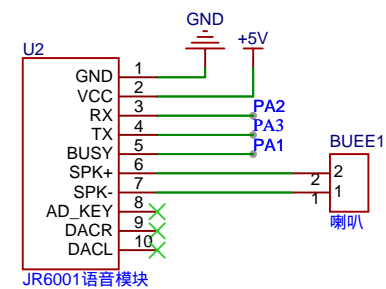 GND
+5V
U2
GND 1
VCC 2
RX 3 PA2
TX 4 PA3
BUSY 5 PA1
SPK+ 6
SPK- 7
AD_KEY 8
DACR 9
DACL 10
JR6001语音模块
BUEE1
2 2
1 1
喇叭